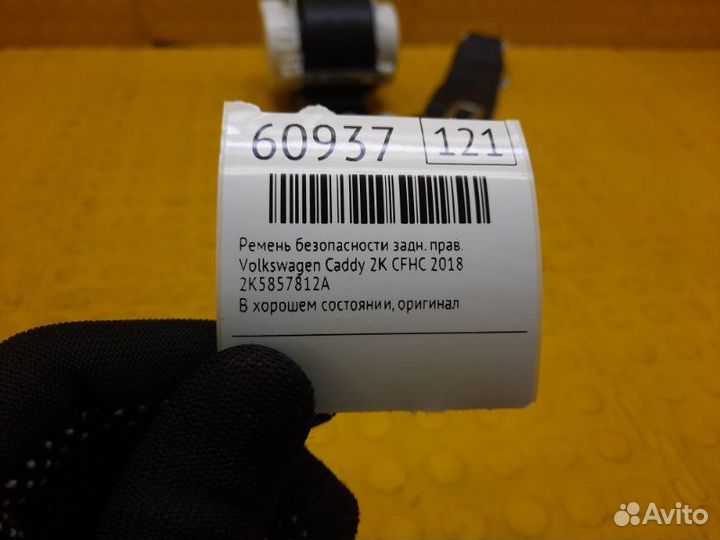 60937 121
Ремень безопасности задн. прав.
Volkswagen Caddy 2K CFHC 2018
2K5857812A
В хорошем состоянии, оригинал
Avito